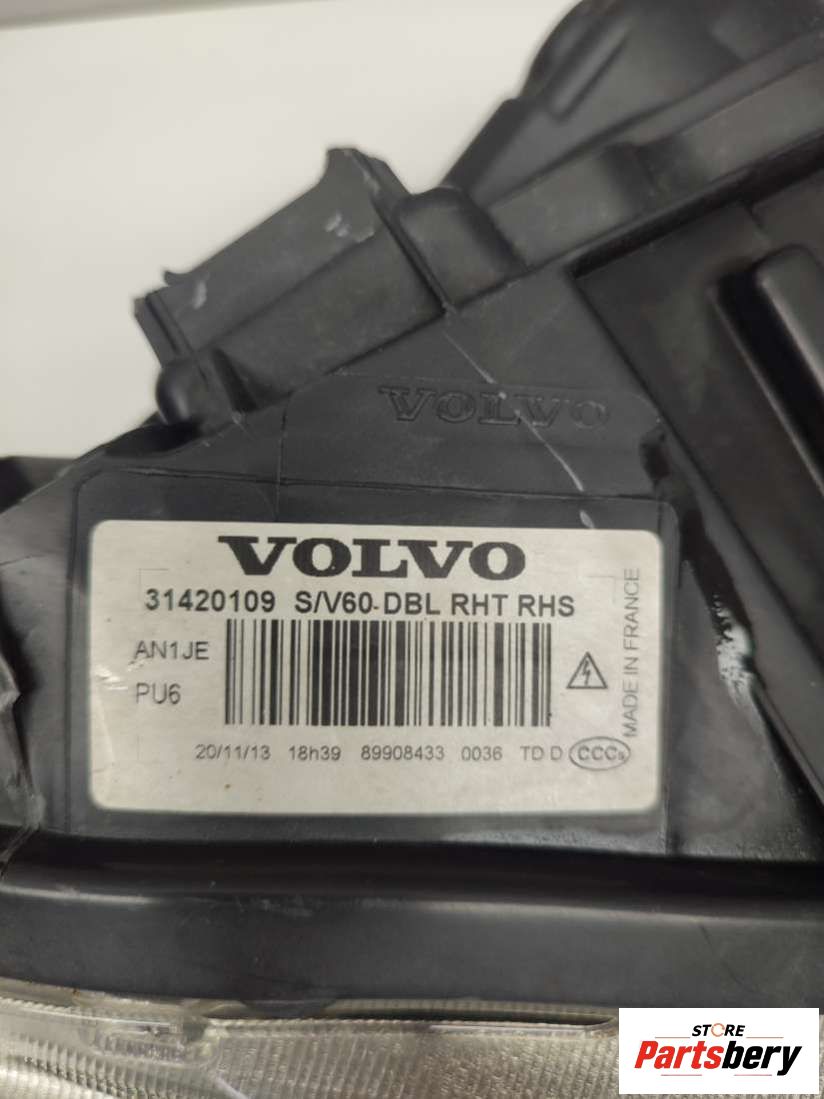 VOLVO
VOLVO
31420109 S/V60-DBL RHT RHS
AN1JE
PU6
MADE IN FRANCE
20/11/13 18h39 89908433 0036 TD D CCCs
STORE
Partsbery